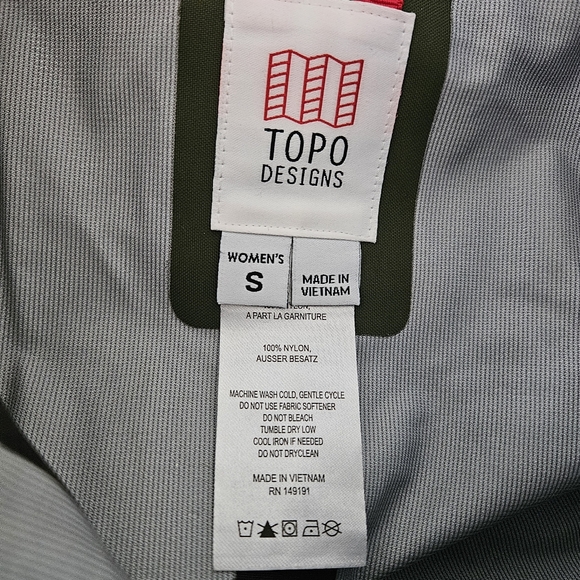 TOPO
DESIGNS
WOMEN'S
S
MADE IN
VIETNAM
A PART LA GARNITURE
100% NYLON,
AUSSER BESATZ
MACHINE WASH COLD, GENTLE CYCLE
DO NOT USE FABRIC SOFTENER
DO NOT BLEACH
TUMBLE DRY LOW
COOL IRON IF NEEDED
DO NOT DRYCLEAN
MADE IN VIETNAM
RN 149191